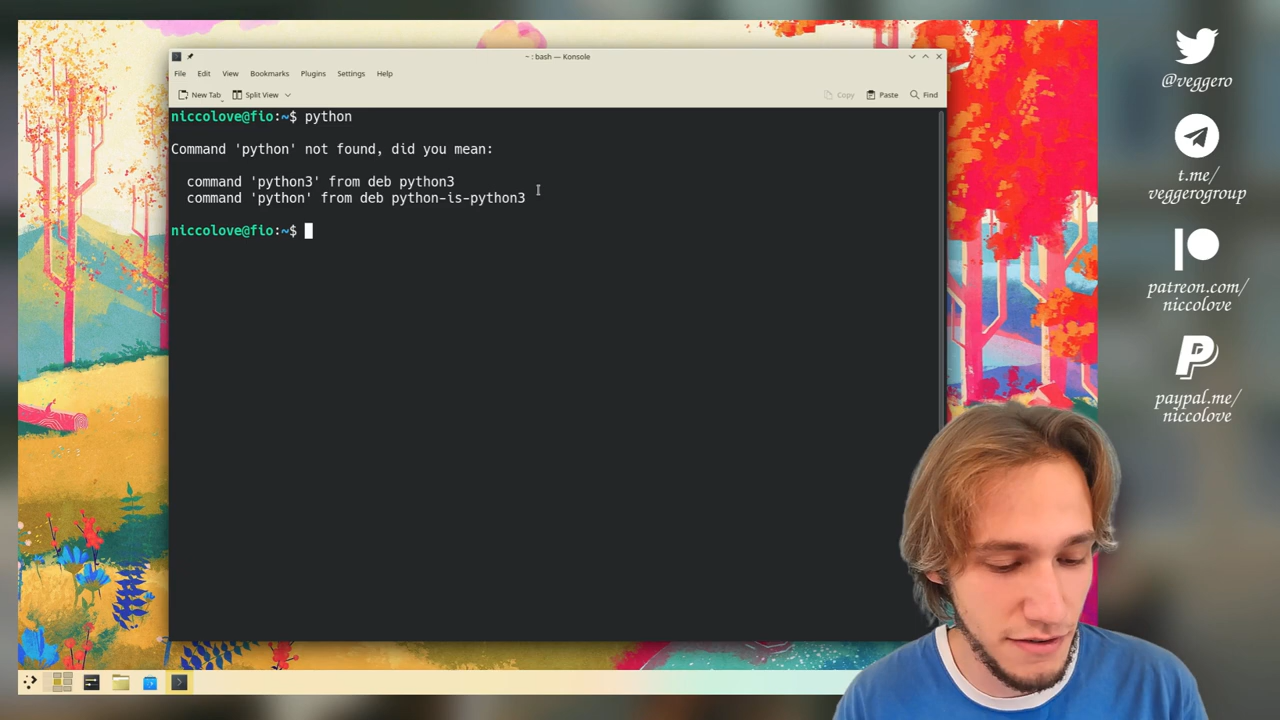 ~ : bash — Konsole
File Edit View Bookmarks Plugins Settings Help
New Tab Split View Copy Paste Find
niccolove@fio:~$ python
Command 'python' not found, did you mean:
command 'python3' from deb python3
command 'python' from deb python-is-python3
niccolove@fio:~$
@veggero
t.me/
veggerogroup
patreon.com/
niccolove
paypal.me/
niccolove